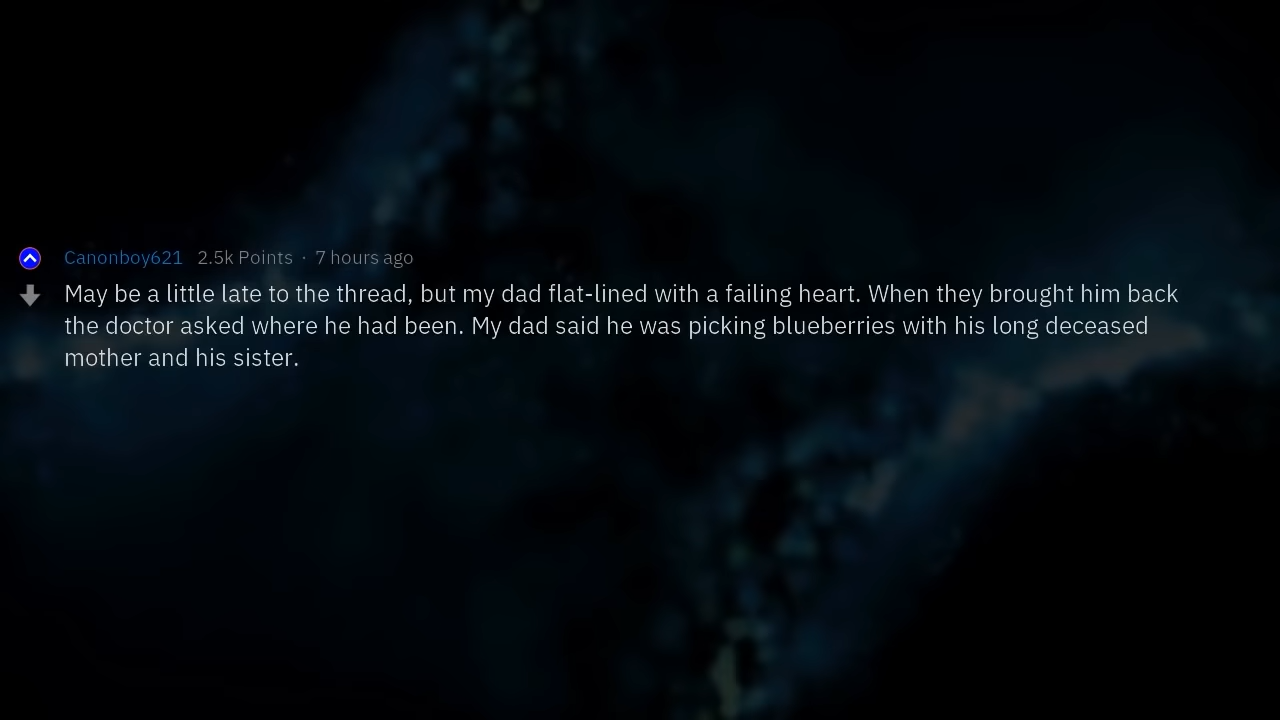 Canonboy621 2.5k Points · 7 hours ago
May be a little late to the thread, but my dad flat-lined with a failing heart. When they brought him back
the doctor asked where he had been. My dad said he was picking blueberries with his long deceased
mother and his sister.